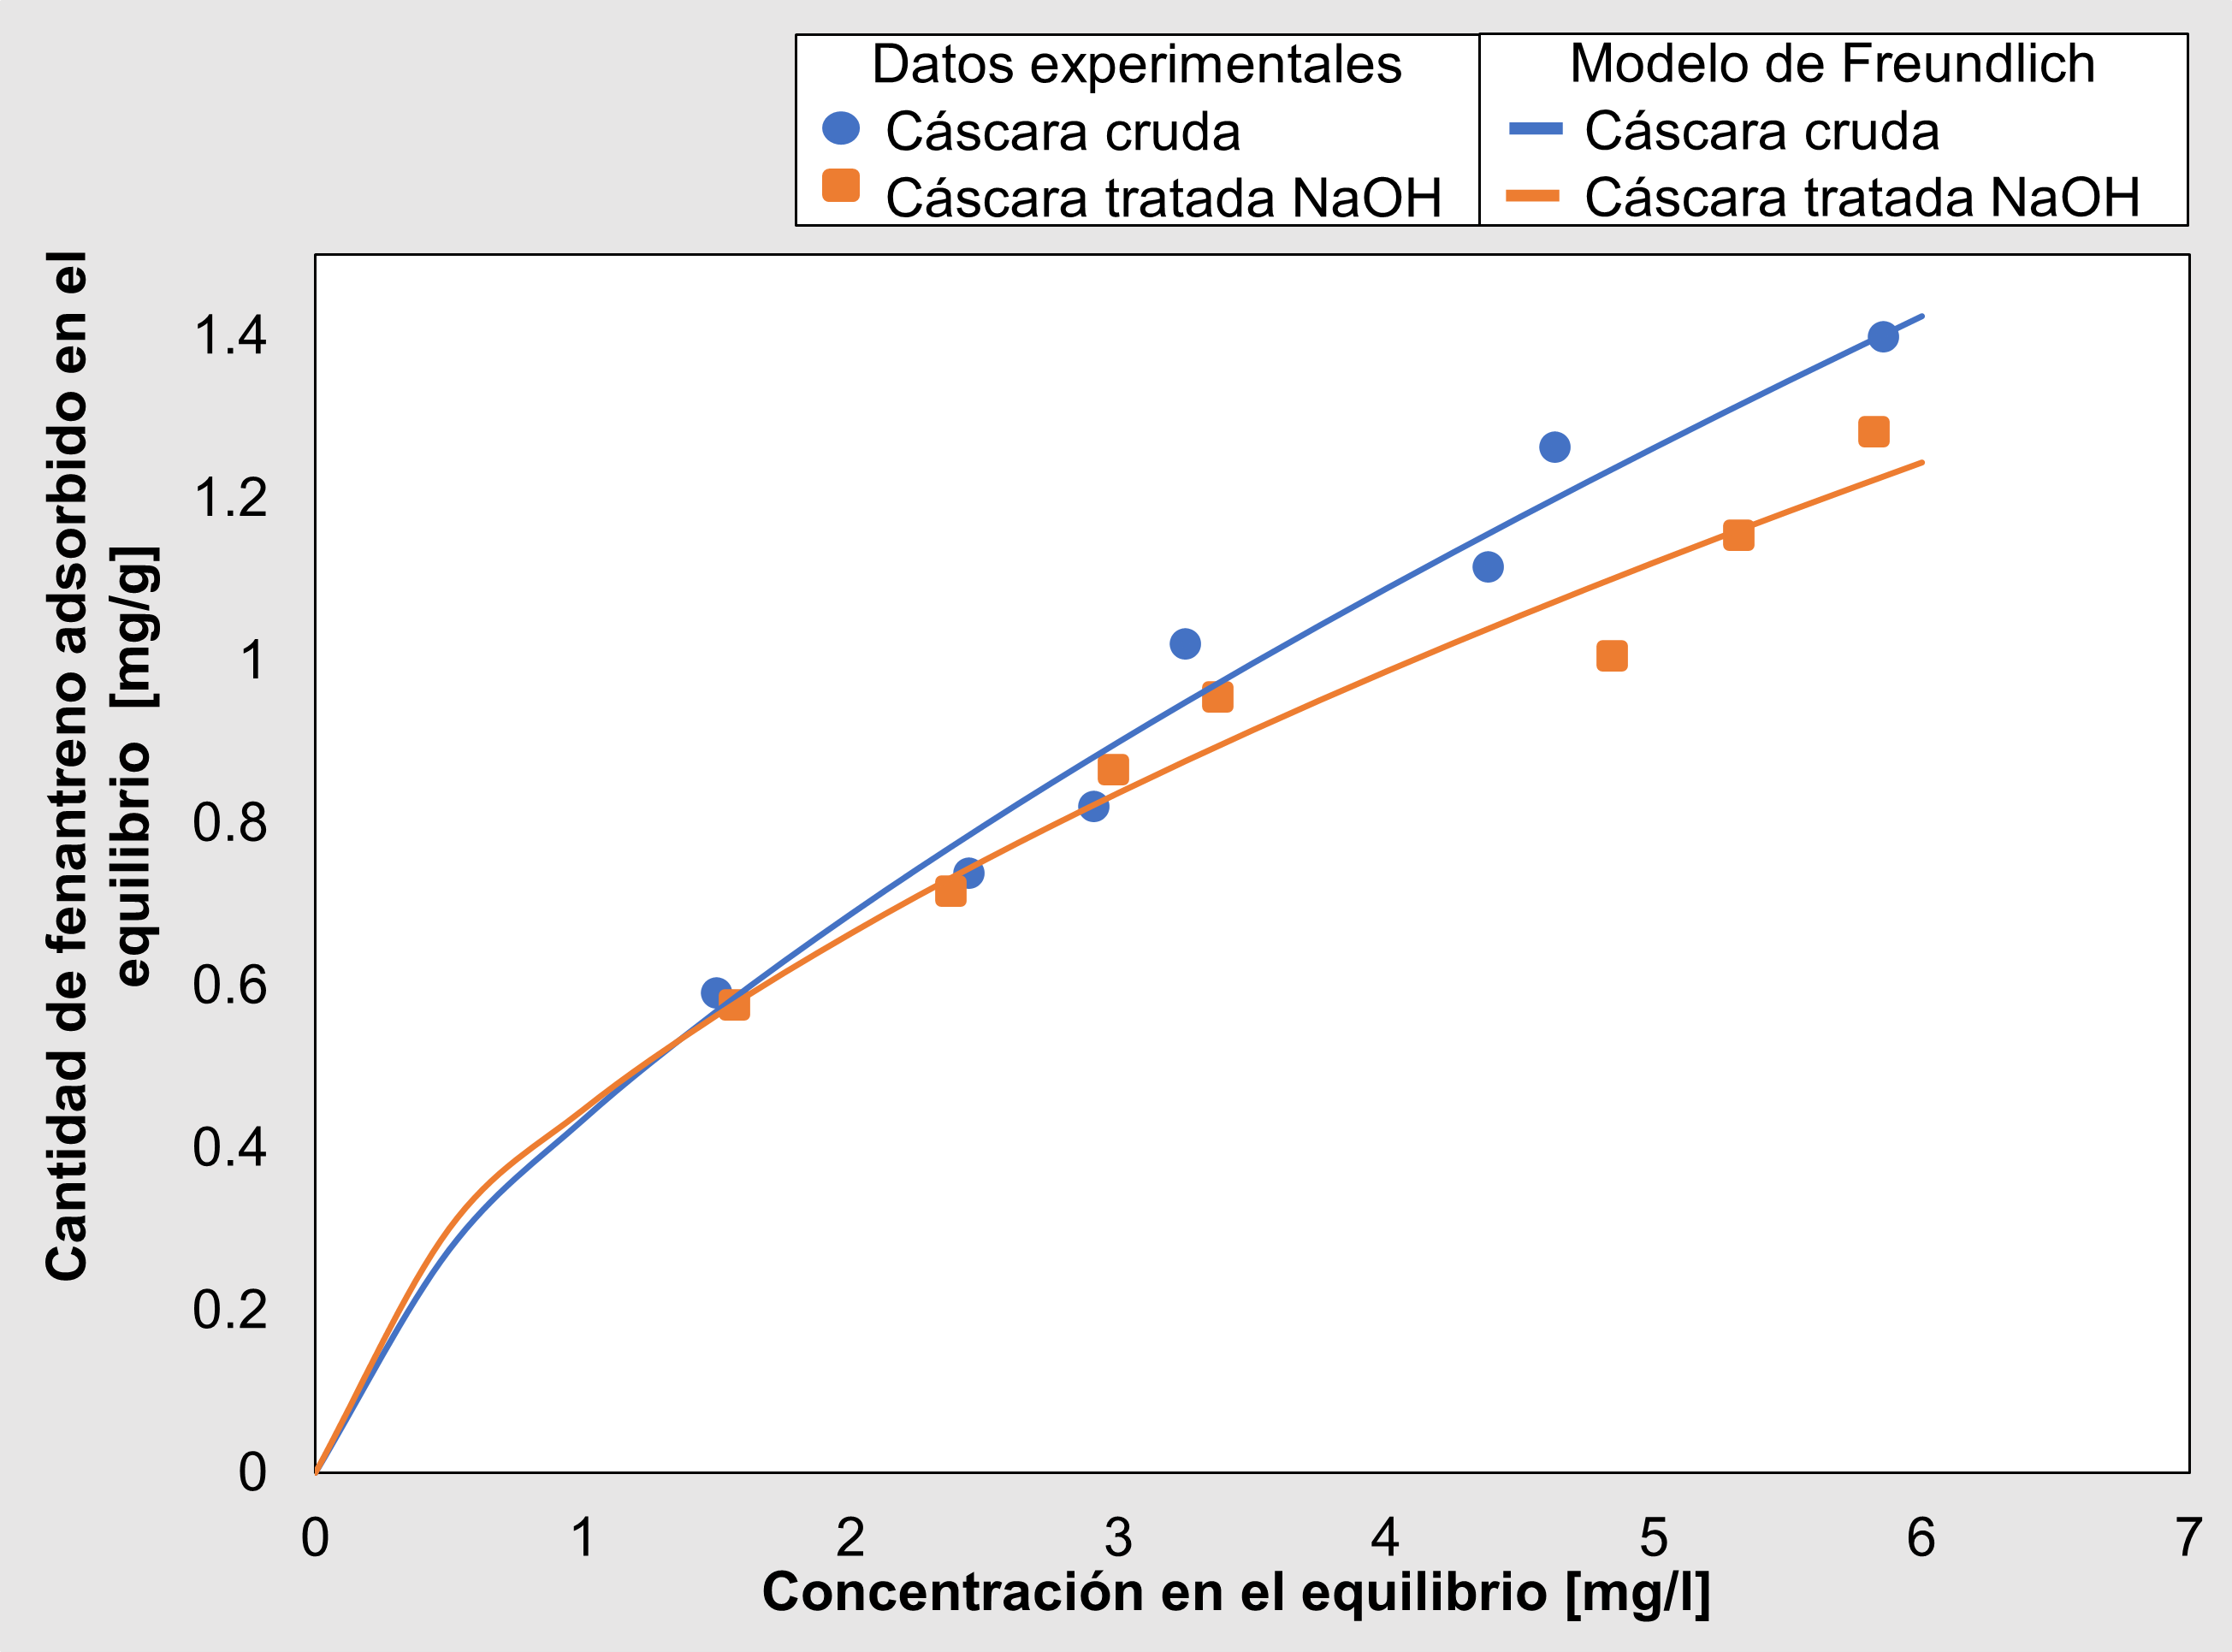 Datos experimentales
Cáscara cruda
Cáscara tratada NaOH
Modelo de Freundlich
Cáscara cruda
Cáscara tratada NaOH
Cantidad de fenantreno adsorbido en el
equilibrio [mg/g]
1.4
1.2
1
0.8
0.6
0.4
0.2
0
0 1 2 3 4 5 6 7
Concentración en el equilibrio [mg/l]